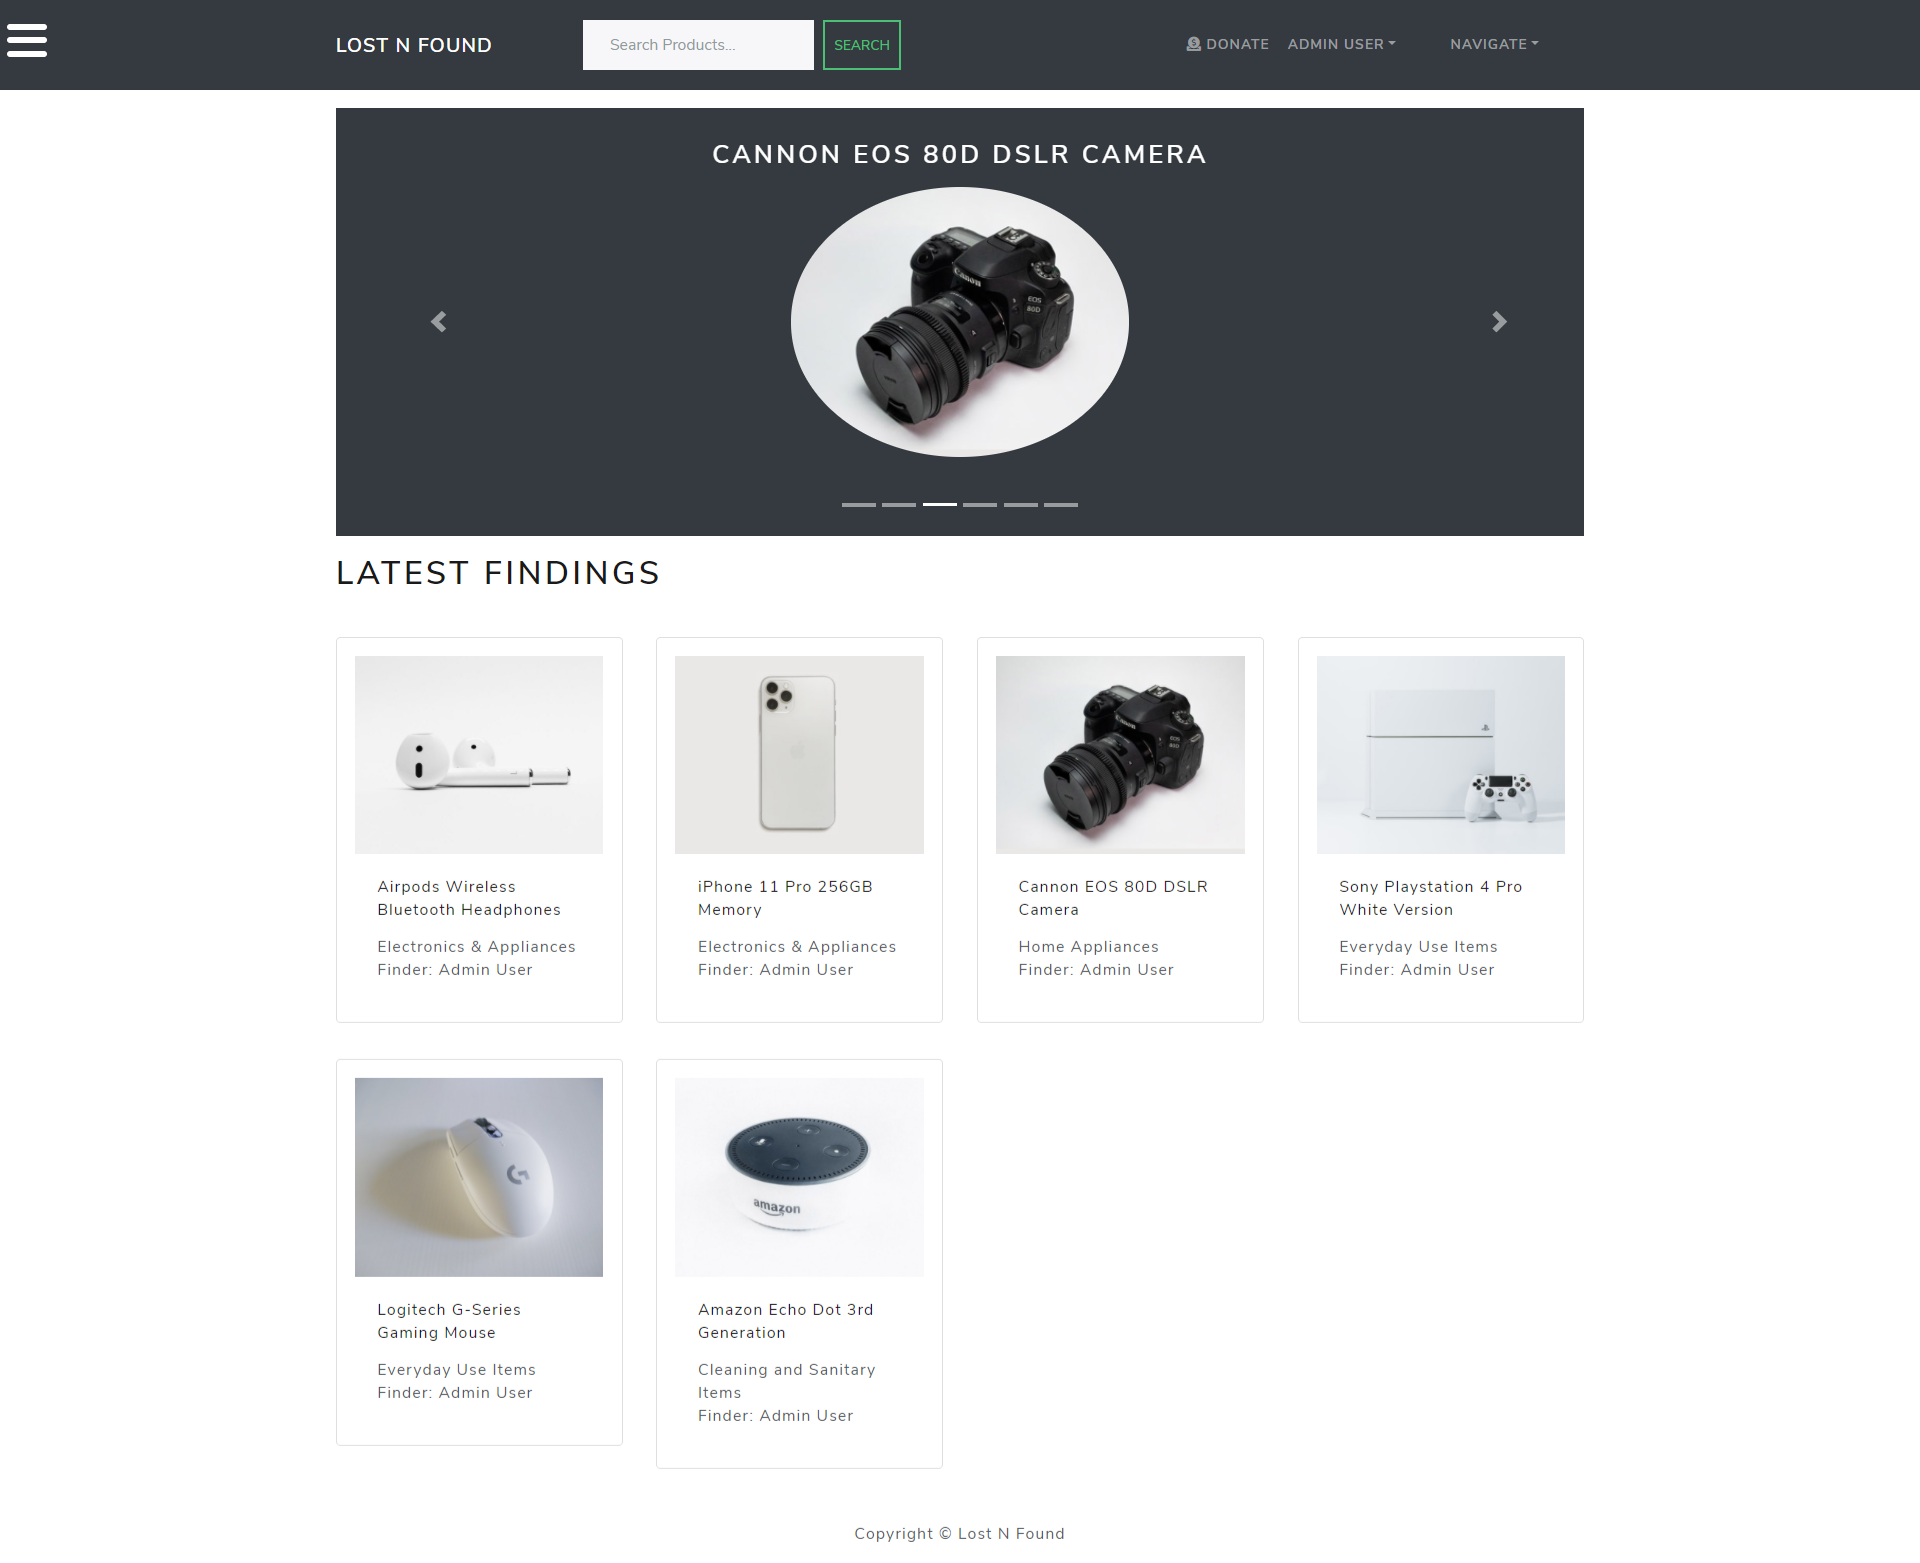 LOST N FOUND
Search Products...
SEARCH
DONATE
ADMIN USER
NAVIGATE
CANNON EOS 80D DSLR CAMERA
Canon
EOS
80D
LATEST FINDINGS
Canon
EOS
80D
Airpods Wireless
Bluetooth Headphones
Electronics & Appliances
Finder: Admin User
iPhone 11 Pro 256GB
Memory
Electronics & Appliances
Finder: Admin User
Cannon EOS 80D DSLR
Camera
Home Appliances
Finder: Admin User
Sony Playstation 4 Pro
White Version
Everyday Use Items
Finder: Admin User
G
amazon
Logitech G-Series
Gaming Mouse
Everyday Use Items
Finder: Admin User
Amazon Echo Dot 3rd
Generation
Cleaning and Sanitary
Items
Finder: Admin User
Copyright © Lost N Found